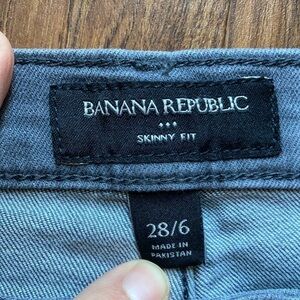 BANANA REPUBLIC
SKINNY FIT
28/6
MADE IN
PAKISTAN